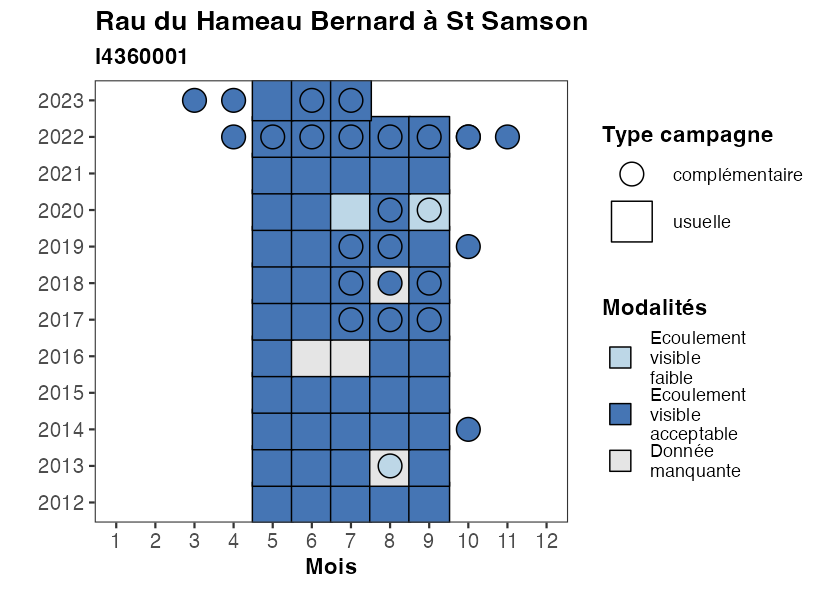 Rau du Hameau Bernard à St Samson
I4360001
2023
2022
2021
2020
2019
2018
2017
2016
2015
2014
2013
2012
1 2 3 4 5 6 7 8 9 10 11 12
Mois
Type campagne
complémentaire
usuelle
Modalités
Ecoulement
visible
faible
Ecoulement
visible
acceptable
Donnée
manquante